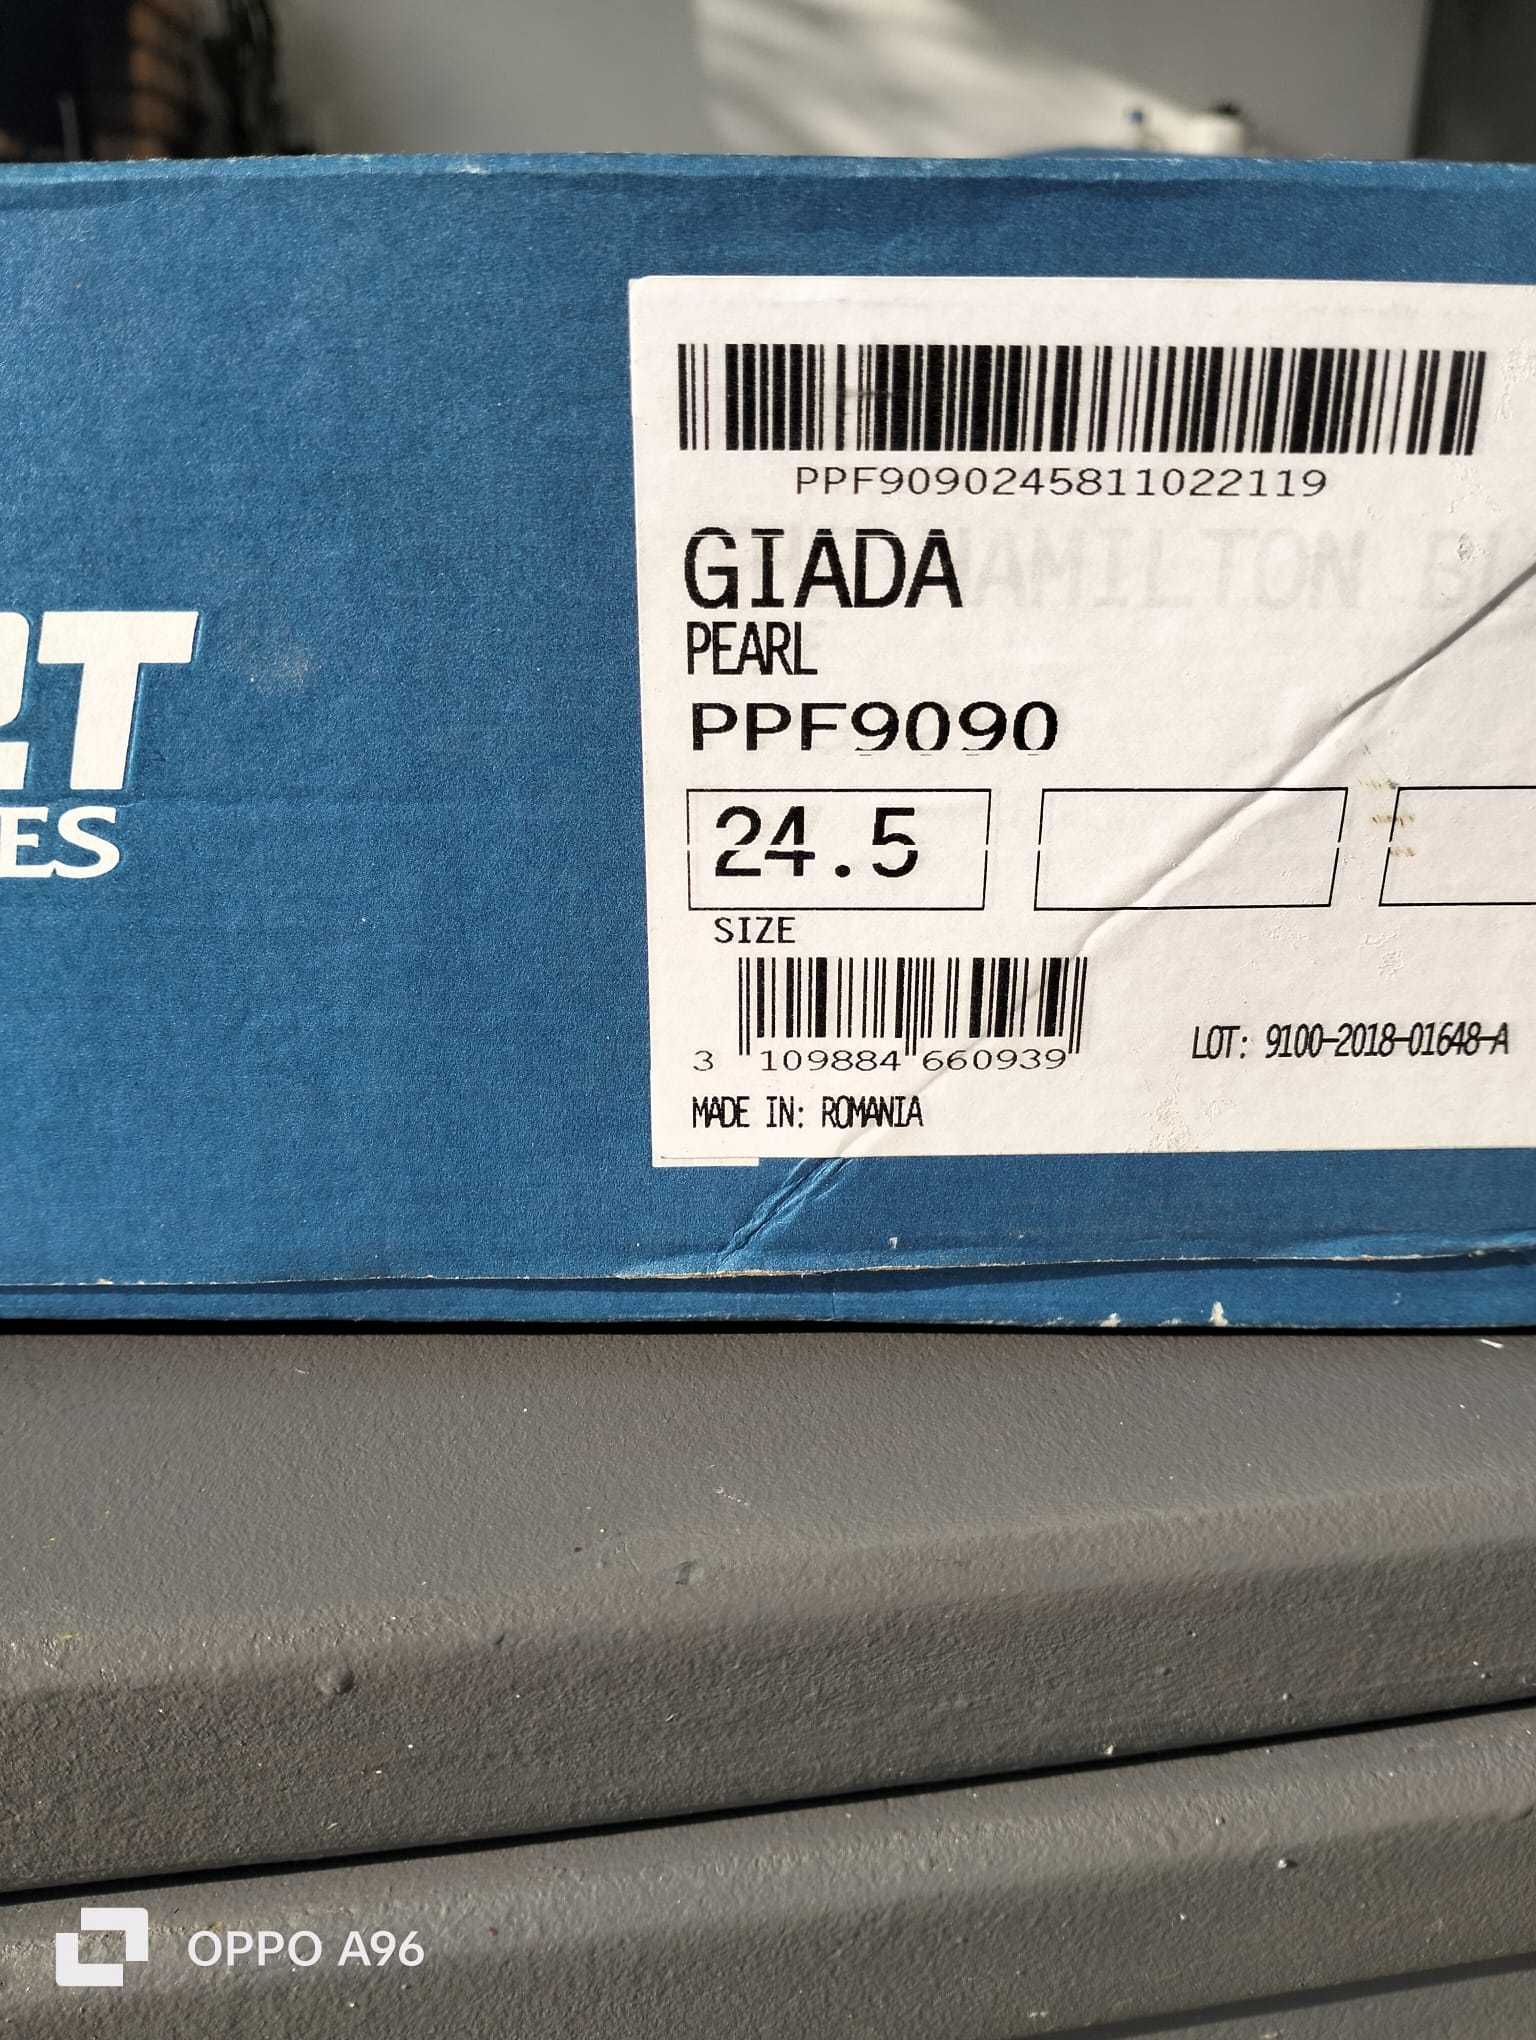 PPF9090245811022119
GIADA
PEARL
PPF9090
24.5
SIZE
3 109884 660939
LOT: 9100-2018-01648-A
MADE IN: ROMANIA
RT
ES
OPPO A96